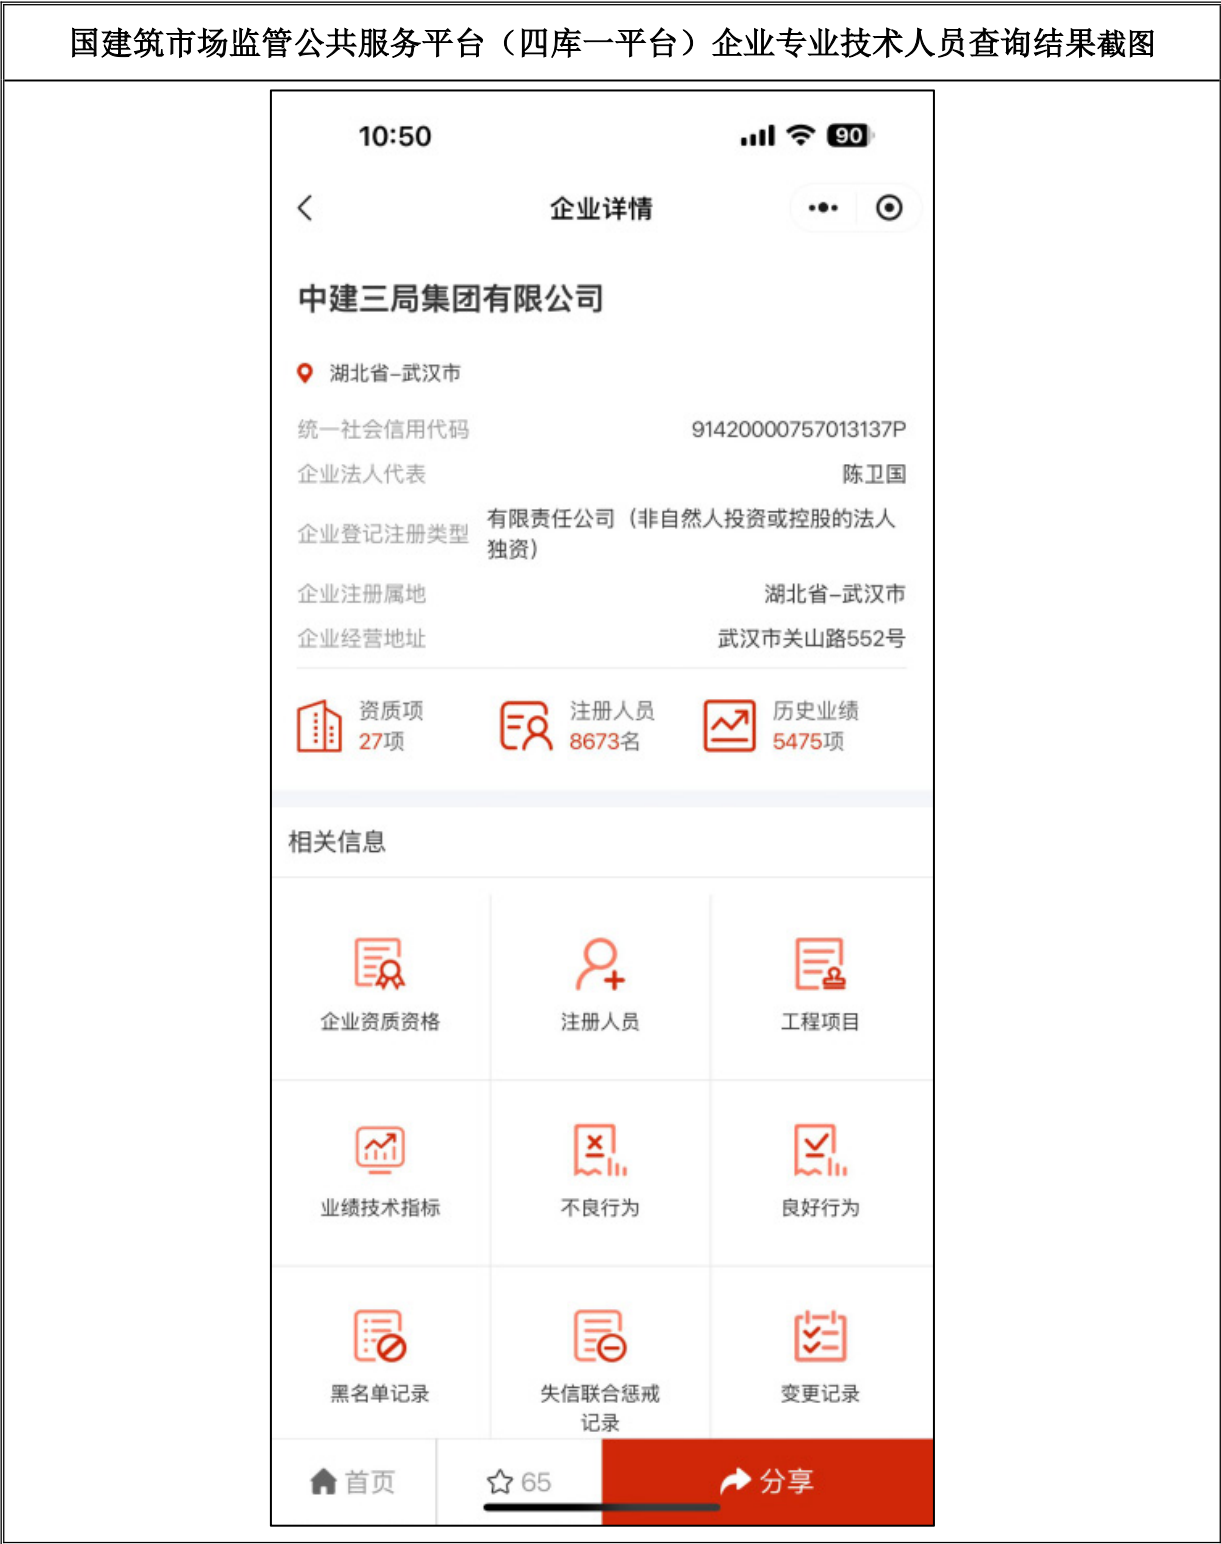 国建筑市场监管公共服务平台（四库一平台）企业专业技术人员查询结果截图
10:50
90
企业详情
中建三局集团有限公司
湖北省-武汉市
统一社会信用代码 91420000757013137P
企业法人代表 陈卫国
企业登记注册类型 有限责任公司（非自然人投资或控股的法人
独资）
企业注册属地 湖北省-武汉市
企业经营地址 武汉市关山路552号
资质项 注册人员 历史业绩
27项 8673名 5475项
相关信息
企业资质资格 注册人员 工程项目
业绩技术指标 不良行为 良好行为
黑名单记录 失信联合惩戒 变更记录
记录
首页 65 分享